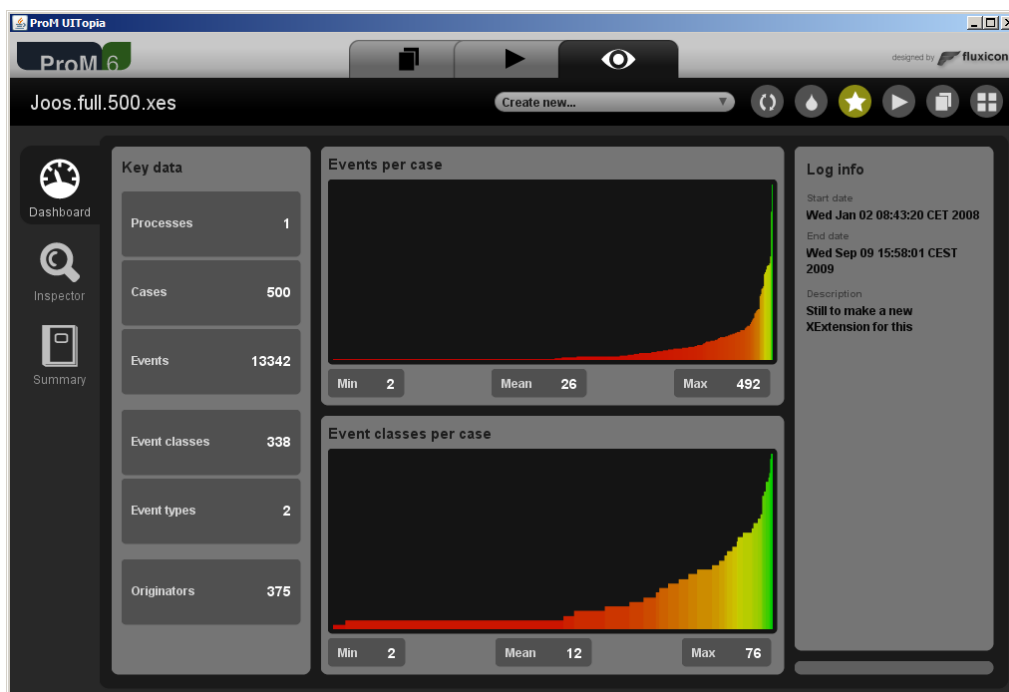 ProM UITopia
ProM 6
designed by fluxicon
Joos.full.500.xes
Create new...
Dashboard
Inspector
Summary
Key data
Processes 1
Cases 500
Events 13342
Event classes 338
Event types 2
Originators 375
Events per case
Min 2 Mean 26 Max 492
Event classes per case
Min 2 Mean 12 Max 76
Log info
Start date
Wed Jan 02 08:43:20 CET 2008
End date
Wed Sep 09 15:58:01 CEST
2009
Description
Still to make a new
XExtension for this